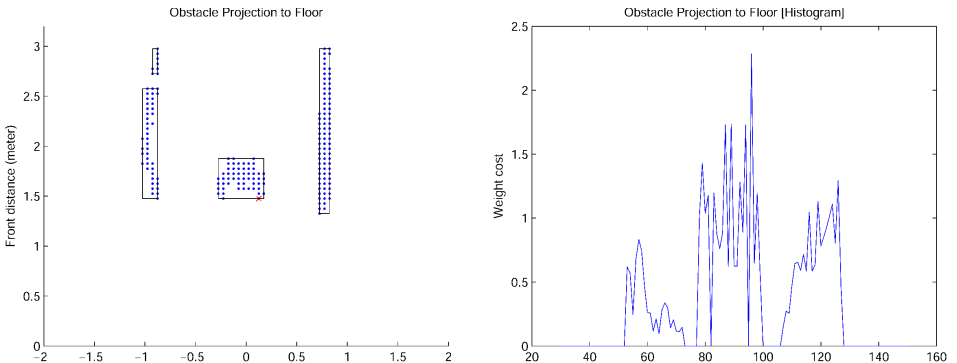 Obstacle Projection to Floor
Front distance (meter)
3
2.5
2
1.5
1
0.5
0
−2 −1.5 −1 −0.5 0 0.5 1 1.5 2
Obstacle Projection to Floor [Histogram]
Weight cost
2.5
2
1.5
1
0.5
0
20 40 60 80 100 120 140 160